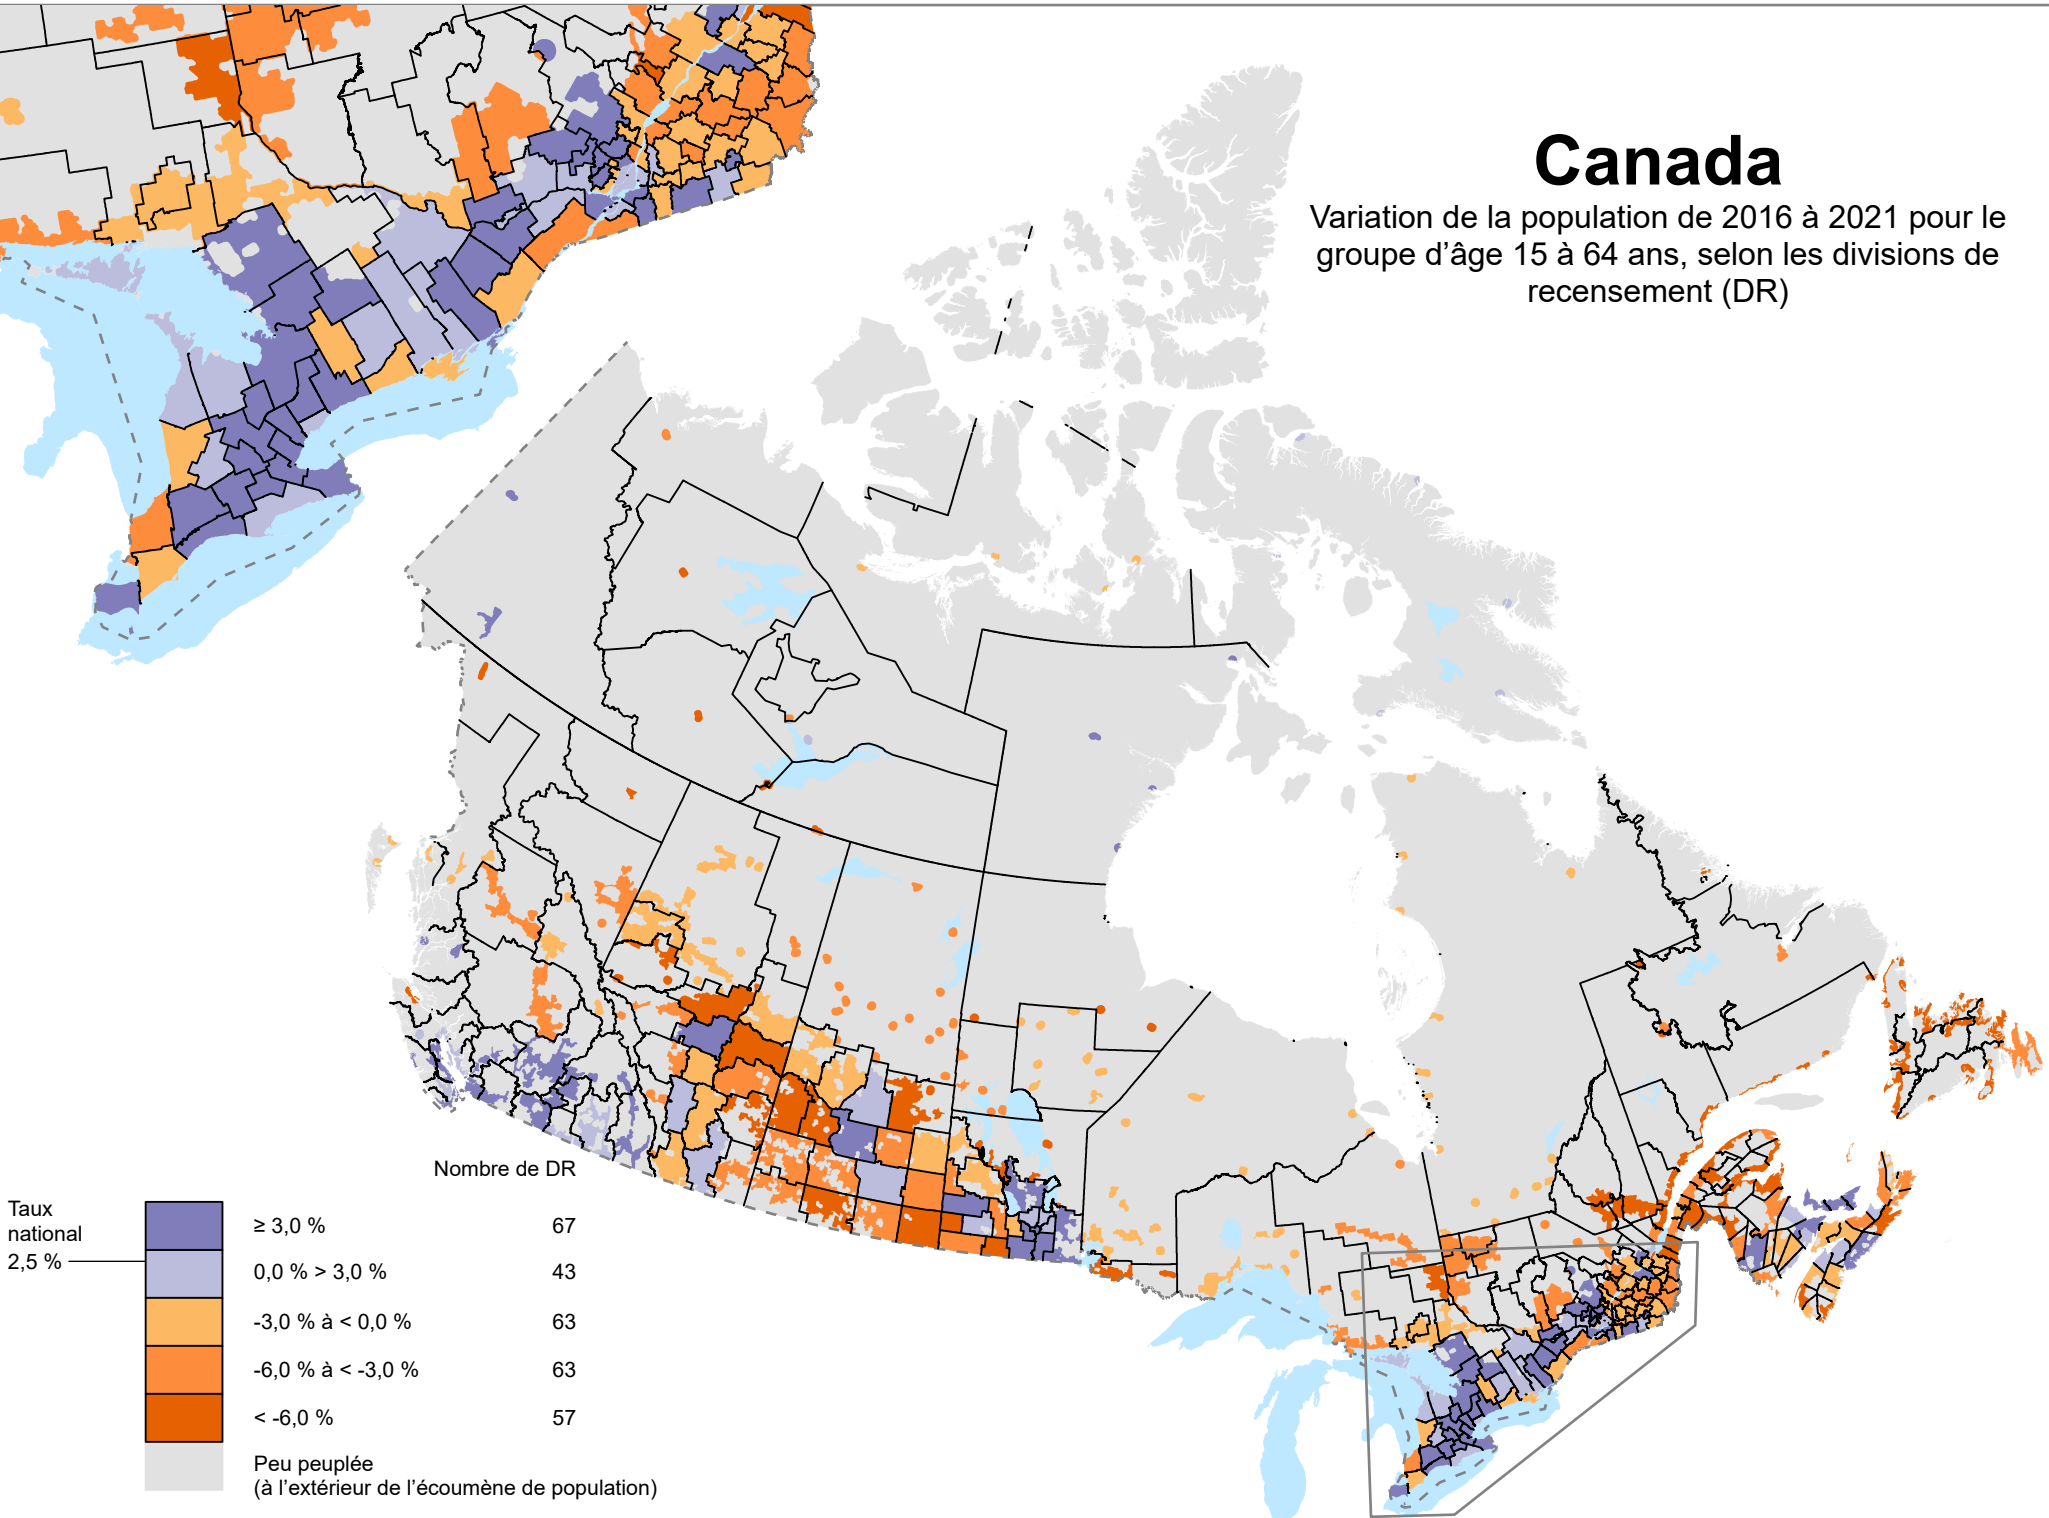 Canada
Variation de la population de 2016 à 2021 pour le
groupe d’âge 15 à 64 ans, selon les divisions de
recensement (DR)
Nombre de DR
Taux
national
2,5 %
≥ 3,0 % 67
0,0 % > 3,0 % 43
-3,0 % à < 0,0 % 63
-6,0 % à < -3,0 % 63
< -6,0 % 57
Peu peuplée
(à l’extérieur de l’écoumène de population)